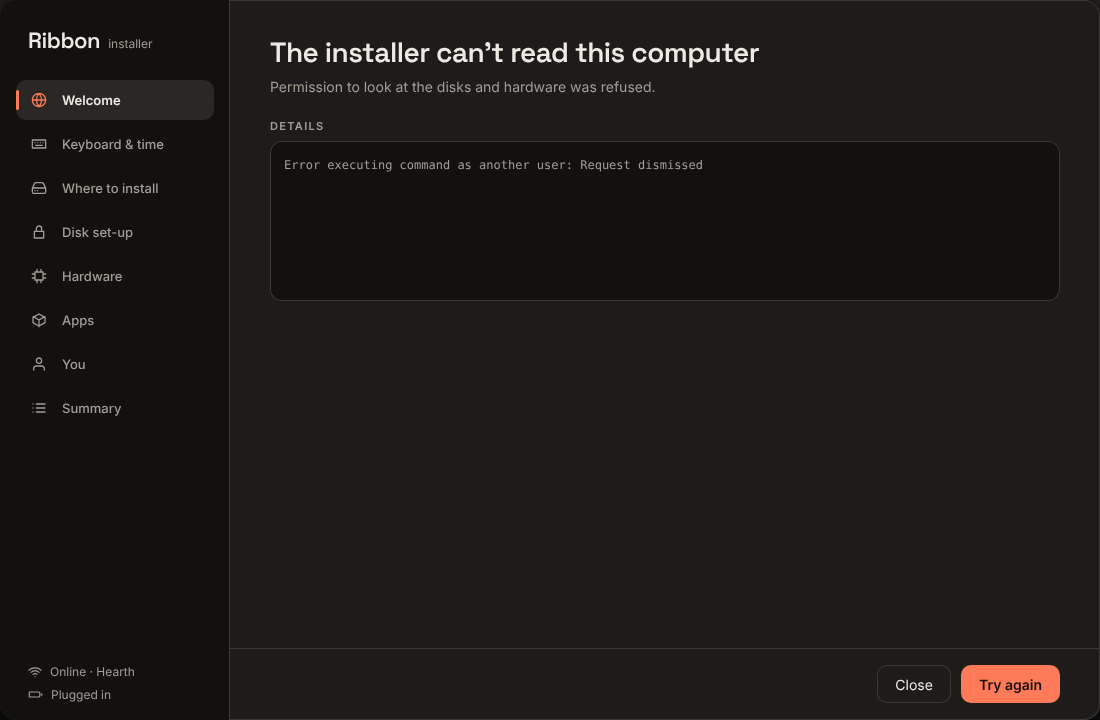 Ribbon installer
Welcome
Keyboard & time
Where to install
Disk set-up
Hardware
Apps
You
Summary
Online · Hearth
Plugged in
The installer can’t read this computer
Permission to look at the disks and hardware was refused.
DETAILS
Error executing command as another user: Request dismissed
Close
Try again